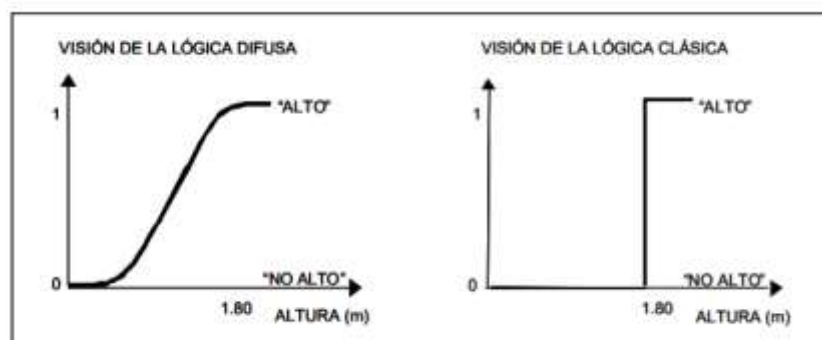 VISIÓN DE LA LÓGICA DIFUSA
1
"ALTO"
0
"NO ALTO"
1.80
ALTURA (m)
VISIÓN DE LA LÓGICA CLÁSICA
1
"ALTO"
0
"NO ALTO"
1.80
ALTURA (m)